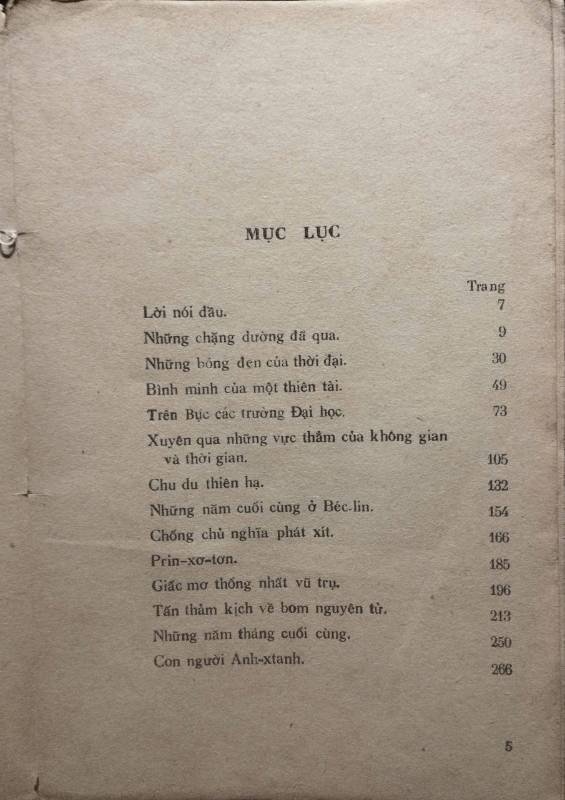 MỤC LỤC
Trang
Lời nói đầu. 7
Những chặng đường đã qua. 9
Những bóng đen của thời đại. 30
Bình minh của một thiên tài. 49
Trên Bục các trường Đại học. 73
Xuyên qua những vực thẳm của không gian
và thời gian. 105
Chu du thiên hạ. 132
Những năm cuối cùng ở Béc-lin. 154
Chống chủ nghĩa phát xít. 166
Prin-xơ-tơn. 185
Giấc mơ thống nhất vũ trụ. 196
Tấn thảm kịch về bom nguyên tử. 213
Những năm tháng cuối cùng. 250
Con người Anh-xtanh. 266
5